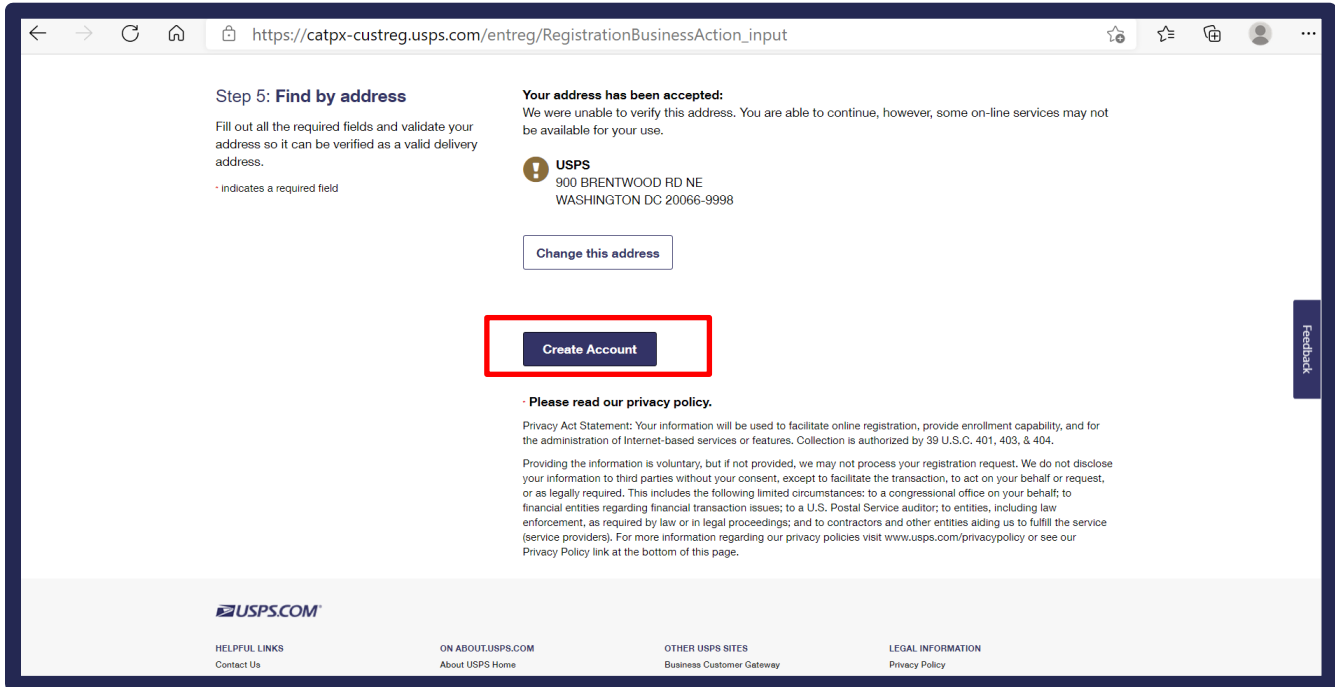 https://catpx-custreg.usps.com/entreg/RegistrationBusinessAction_input
Step 5: Find by address
Fill out all the required fields and validate your
address so it can be verified as a valid delivery
address.
* indicates a required field
Your address has been accepted:
We were unable to verify this address. You are able to continue, however, some on-line services may not
be available for your use.
USPS
900 BRENTWOOD RD NE
WASHINGTON DC 20066-9998
Change this address
Create Account
Feedback
* Please read our privacy policy.
Privacy Act Statement: Your information will be used to facilitate online registration, provide enrollment capability, and for
the administration of Internet-based services or features. Collection is authorized by 39 U.S.C. 401, 403, & 404.
Providing the information is voluntary, but if not provided, we may not process your registration request. We do not disclose
your information to third parties without your consent, except to facilitate the transaction, to act on your behalf or request,
or as legally required. This includes the following limited circumstances: to a congressional office on your behalf; to
financial entities regarding financial transaction issues; to a U.S. Postal Service auditor; to entities, including law
enforcement, as required by law or in legal proceedings; and to contractors and other entities aiding us to fulfill the service
(service providers). For more information regarding our privacy policies visit www.usps.com/privacypolicy or see our
Privacy Policy link at the bottom of this page.
USPS.COM®
HELPFUL LINKS
Contact Us
ON ABOUT.USPS.COM
About USPS Home
OTHER USPS SITES
Business Customer Gateway
LEGAL INFORMATION
Privacy Policy